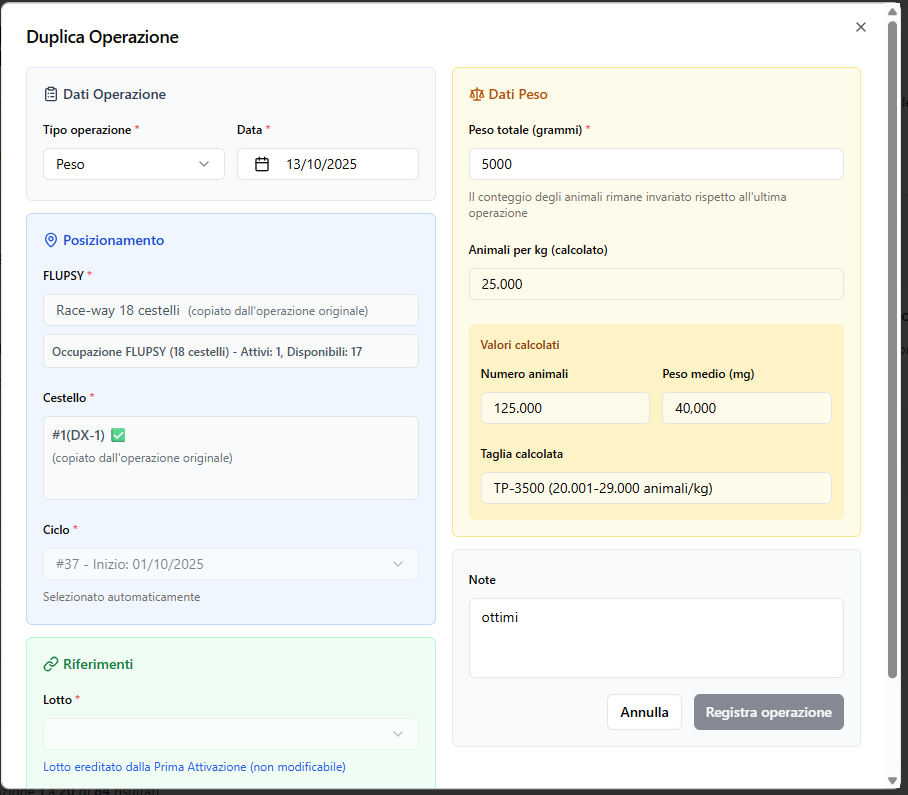 Duplica Operazione
Dati Operazione
Tipo operazione *
Data *
Peso
13/10/2025
Posizionamento
FLUPSY *
Race-way 18 cestelli (copiato dall'operazione originale)
Occupazione FLUPSY (18 cestelli) - Attivi: 1, Disponibili: 17
Cestello *
#1(DX-1) ✅
(copiato dall'operazione originale)
Ciclo *
#37 - Inizio: 01/10/2025
Selezionato automaticamente
Riferimenti
Lotto *
Lotto ereditato dalla Prima Attivazione (non modificabile)
Dati Peso
Peso totale (grammi) *
5000
Il conteggio degli animali rimane invariato rispetto all'ultima
operazione
Animali per kg (calcolato)
25.000
Valori calcolati
Numero animali
Peso medio (mg)
125.000
40,000
Taglia calcolata
TP-3500 (20.001-29.000 animali/kg)
Note
ottimi
Annulla
Registra operazione